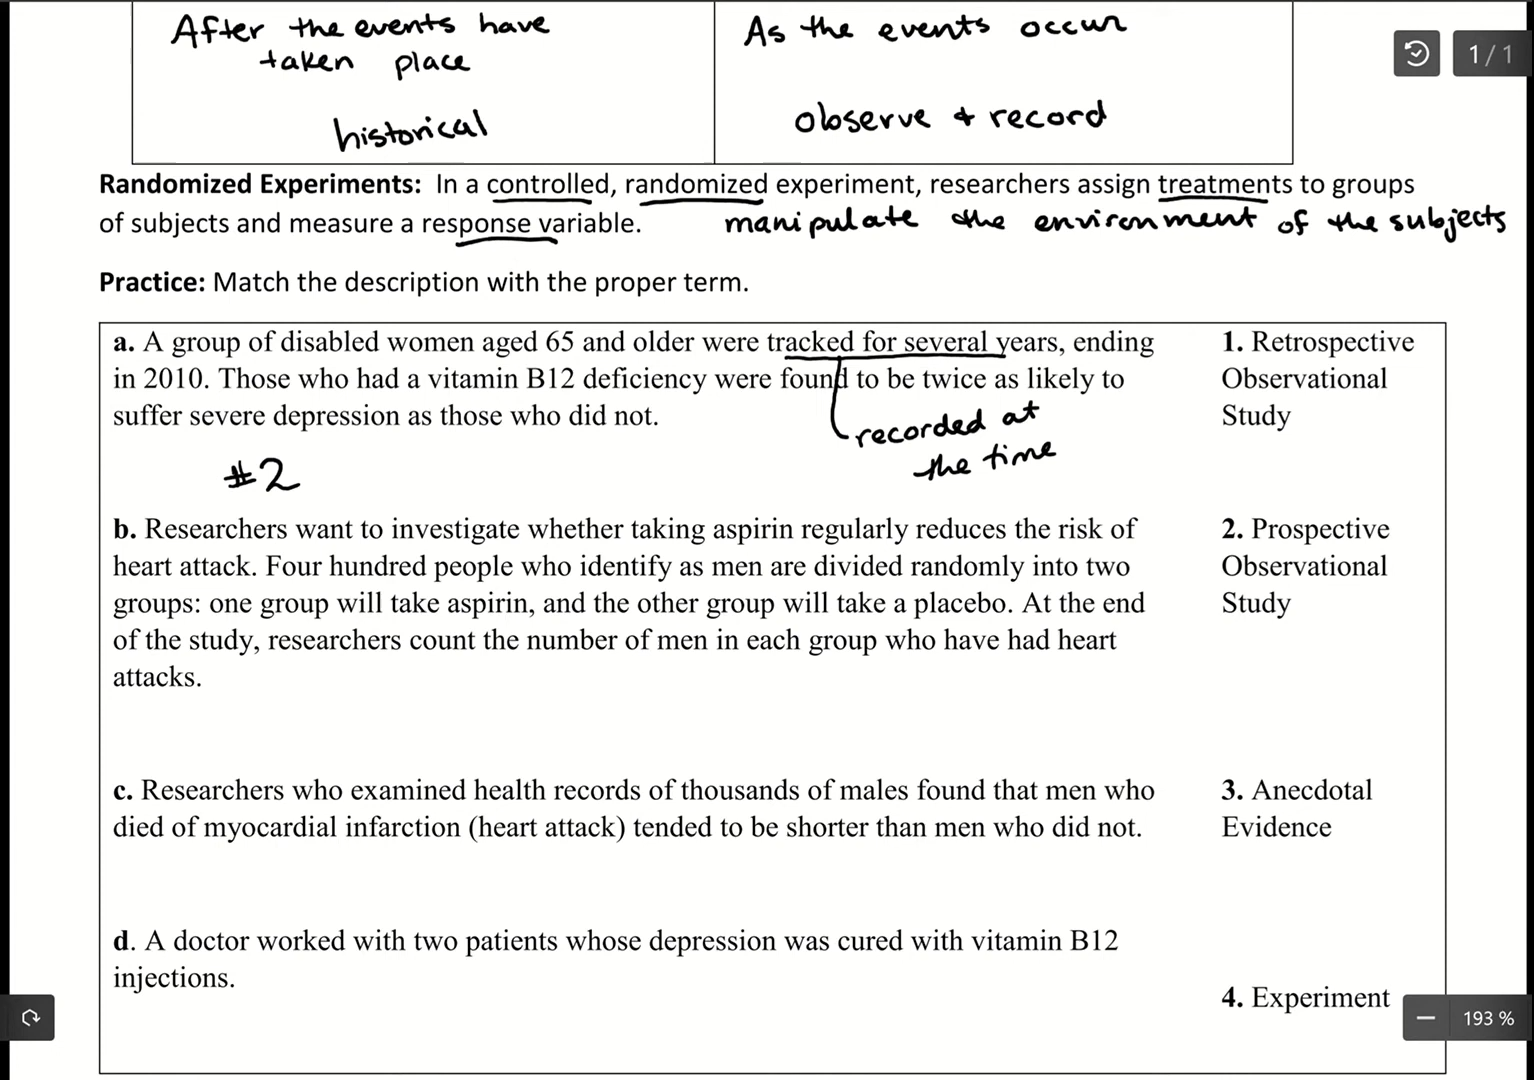 After the events have
taken place
historical
As the events occur
observe + record
1 / 1
Randomized Experiments: In a controlled, randomized experiment, researchers assign treatments to groups
of subjects and measure a response variable.
manipulate the environment of the subjects
Practice: Match the description with the proper term.
a. A group of disabled women aged 65 and older were tracked for several years, ending
in 2010. Those who had a vitamin B12 deficiency were found to be twice as likely to
suffer severe depression as those who did not.
recorded at
the time
#2
1. Retrospective
Observational
Study
b. Researchers want to investigate whether taking aspirin regularly reduces the risk of
heart attack. Four hundred people who identify as men are divided randomly into two
groups: one group will take aspirin, and the other group will take a placebo. At the end
of the study, researchers count the number of men in each group who have had heart
attacks.
2. Prospective
Observational
Study
c. Researchers who examined health records of thousands of males found that men who
died of myocardial infarction (heart attack) tended to be shorter than men who did not.
3. Anecdotal
Evidence
d. A doctor worked with two patients whose depression was cured with vitamin B12
injections.
4. Experiment
193 %